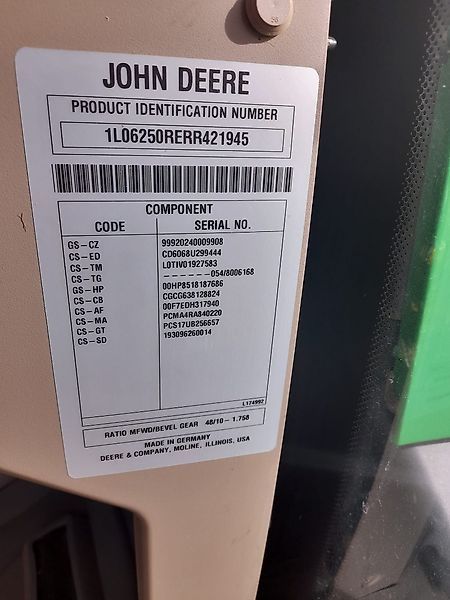 JOHN DEERE
PRODUCT IDENTIFICATION NUMBER
1L06250RERR421945
COMPONENT
CODE SERIAL NO.
GS-CZ 99920240009908
CS-ED CD6068U299444
CS-TM L0TIV01927583
CS-TG -------054/8006168
GS-HP 00HP8518187686
CS-CB CGCG638128824
CS-AF 00F7EDH317940
CS-MA PCMA4RA840220
CS-GT PCS17UB256657
CS-SD 193096260014
L174992
RATIO MFWD/BEVEL GEAR 48/10-1.758
MADE IN GERMANY
DEERE & COMPANY, MOLINE, ILLINOIS, USA